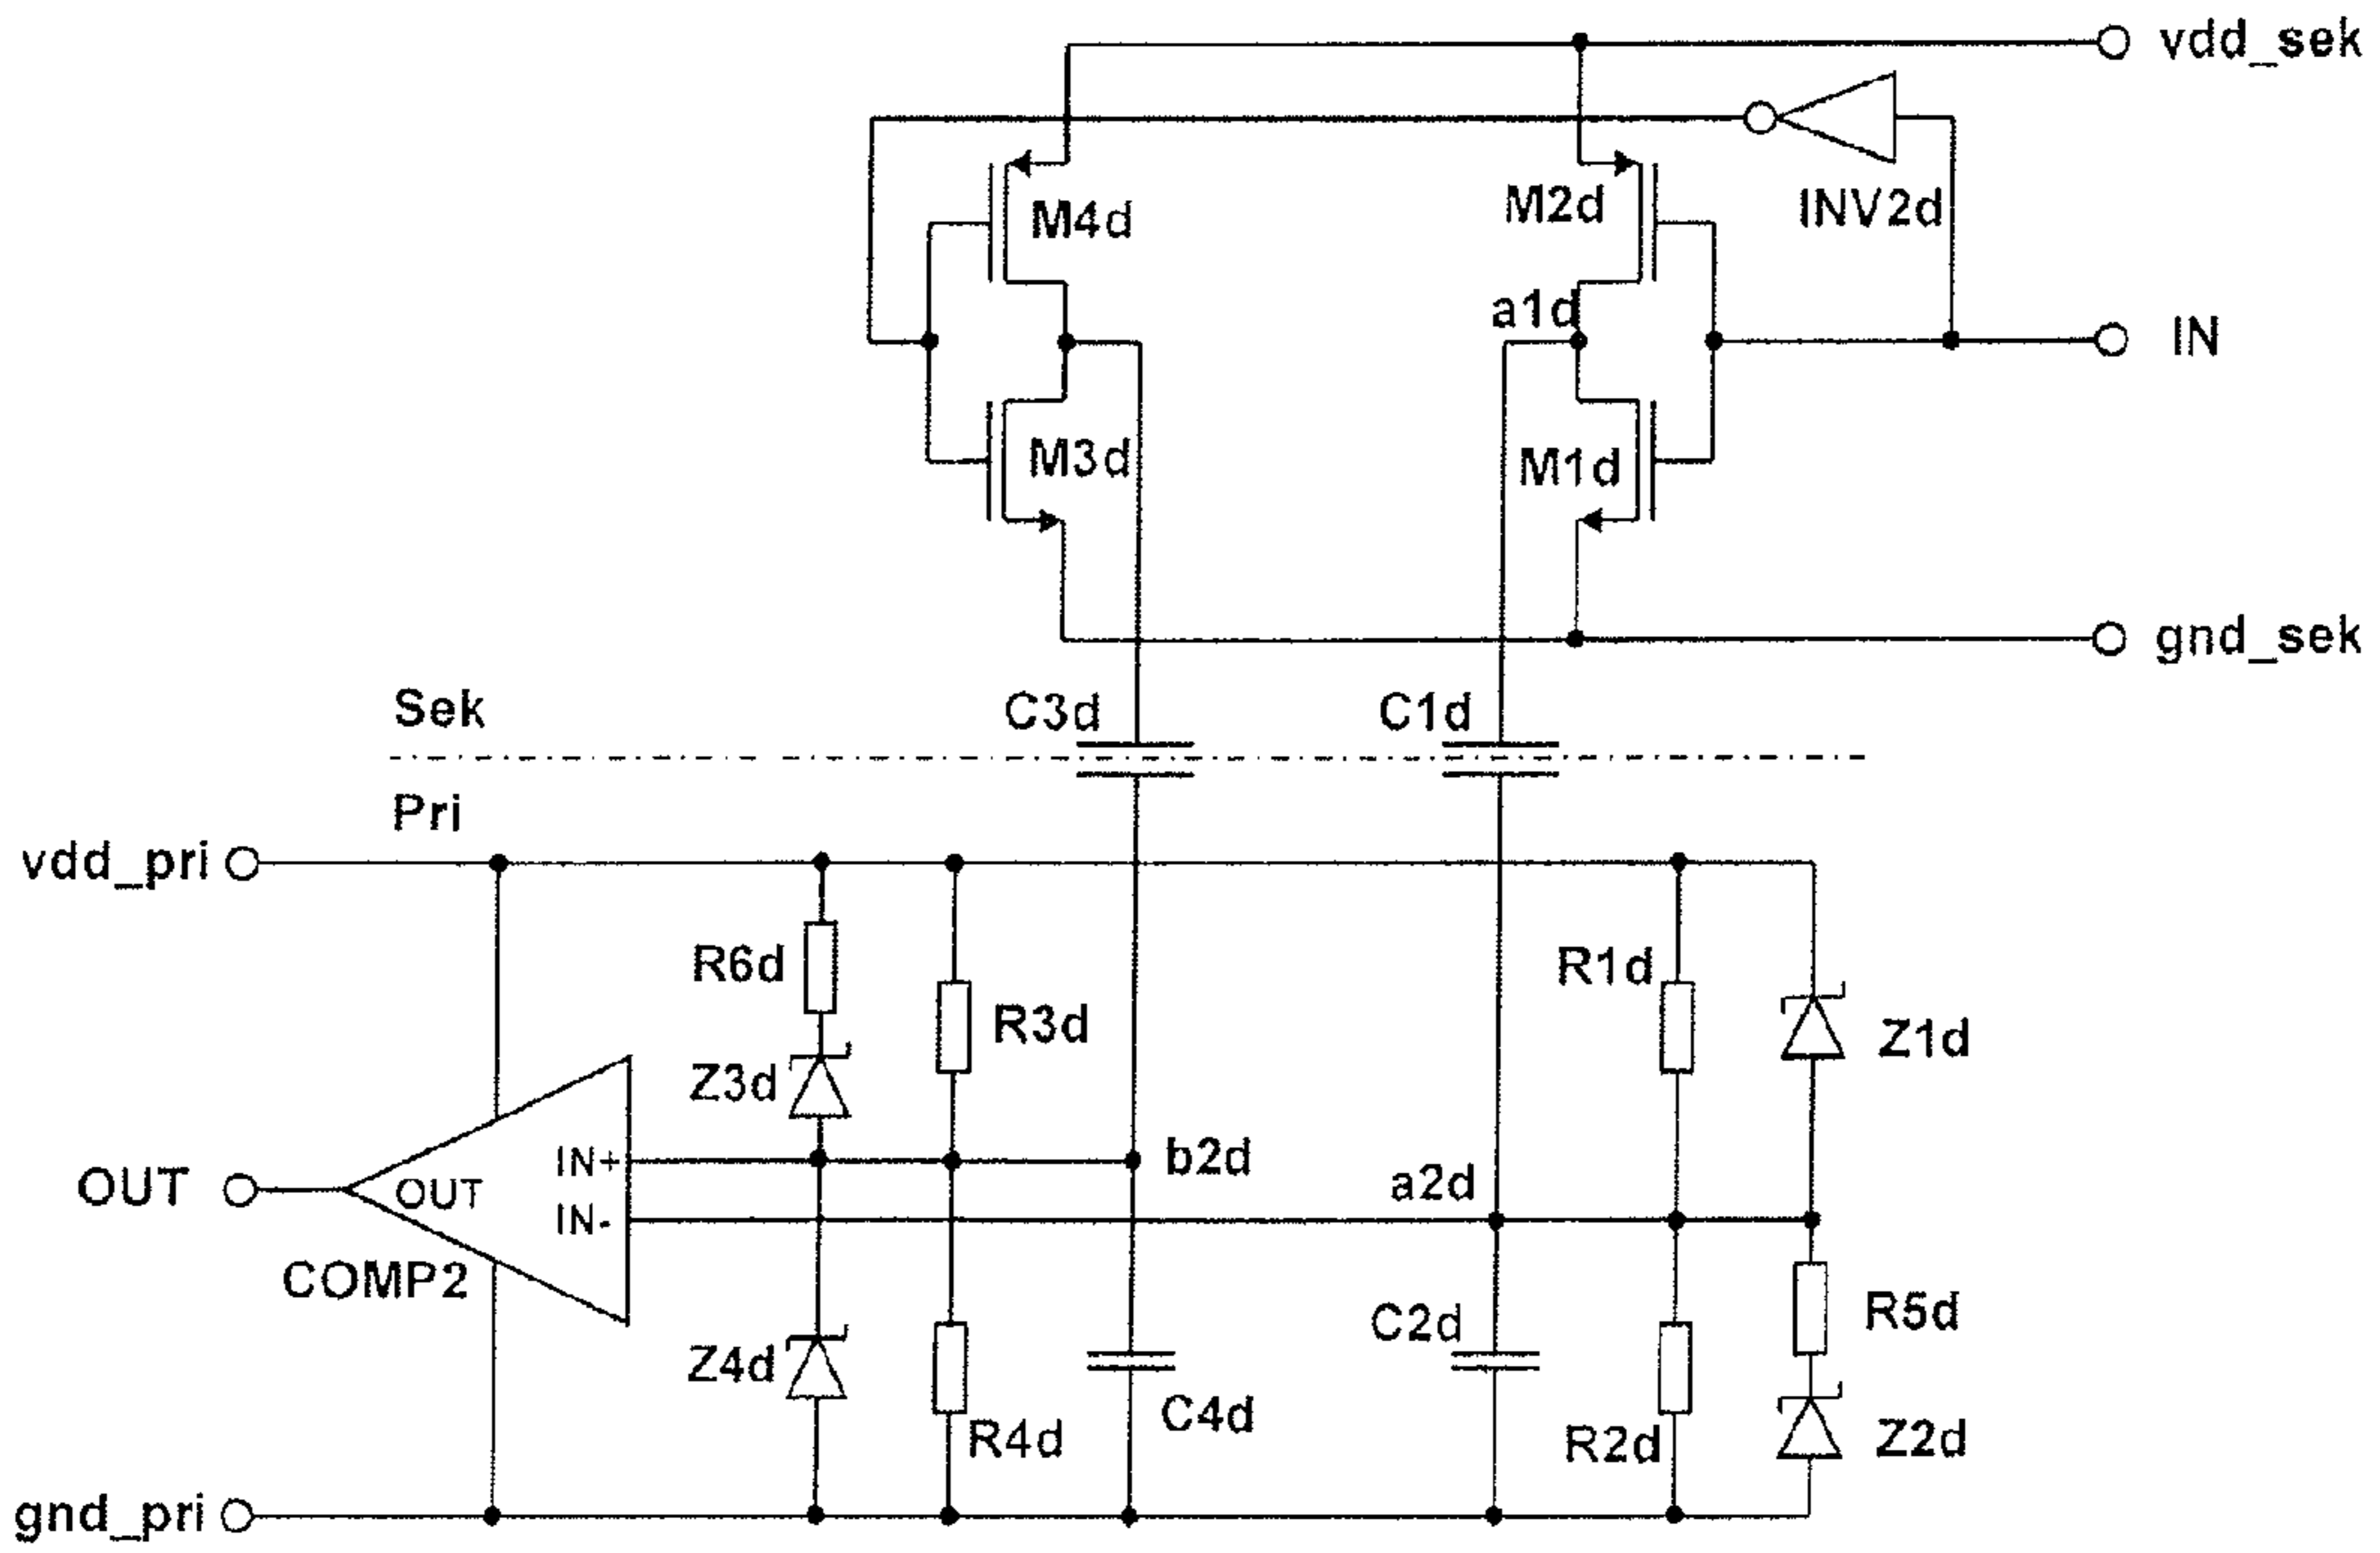 vdd_sek
M4d
M2d
INV2d
a1d
IN
M3d
M1d
gnd_sek
Sek
C3d
C1d
Pri
vdd_pri
R6d
R1d
R3d
Z3d
Z1d
IN+
b2d
OUT
OUT
a2d
IN-
COMP2
C2d
R5d
Z4d
C4d
R4d
R2d
Z2d
gnd_pri